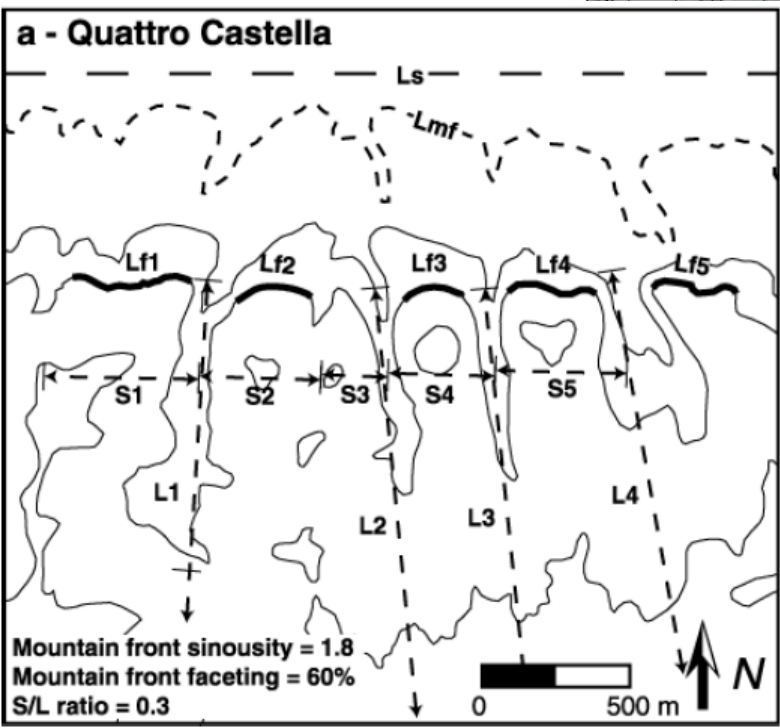 a - Quattro Castella
Ls
Lmf
Lf1
Lf2
Lf3
Lf4
Lf5
S1
S2
S3
S4
S5
L1
L2
L3
L4
Mountain front sinousity = 1.8
Mountain front faceting = 60%
S/L ratio = 0.3
0
500 m
N